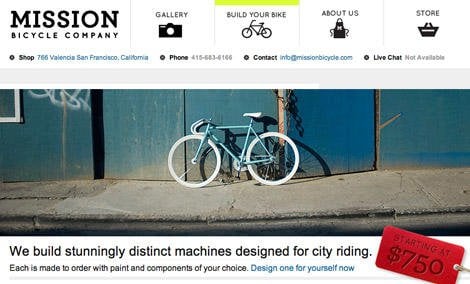 MISSION
BICYCLE COMPANY
GALLERY
BUILD YOUR BIKE
ABOUT US
STORE
Shop 766 Valencia San Francisco, California
Phone 415-683-6166
Contact info@missionbicycle.com
Live Chat Not Available
We build stunningly distinct machines designed for city riding.
Each is made to order with paint and components of your choice. Design one for yourself now
STARTING AT
$750